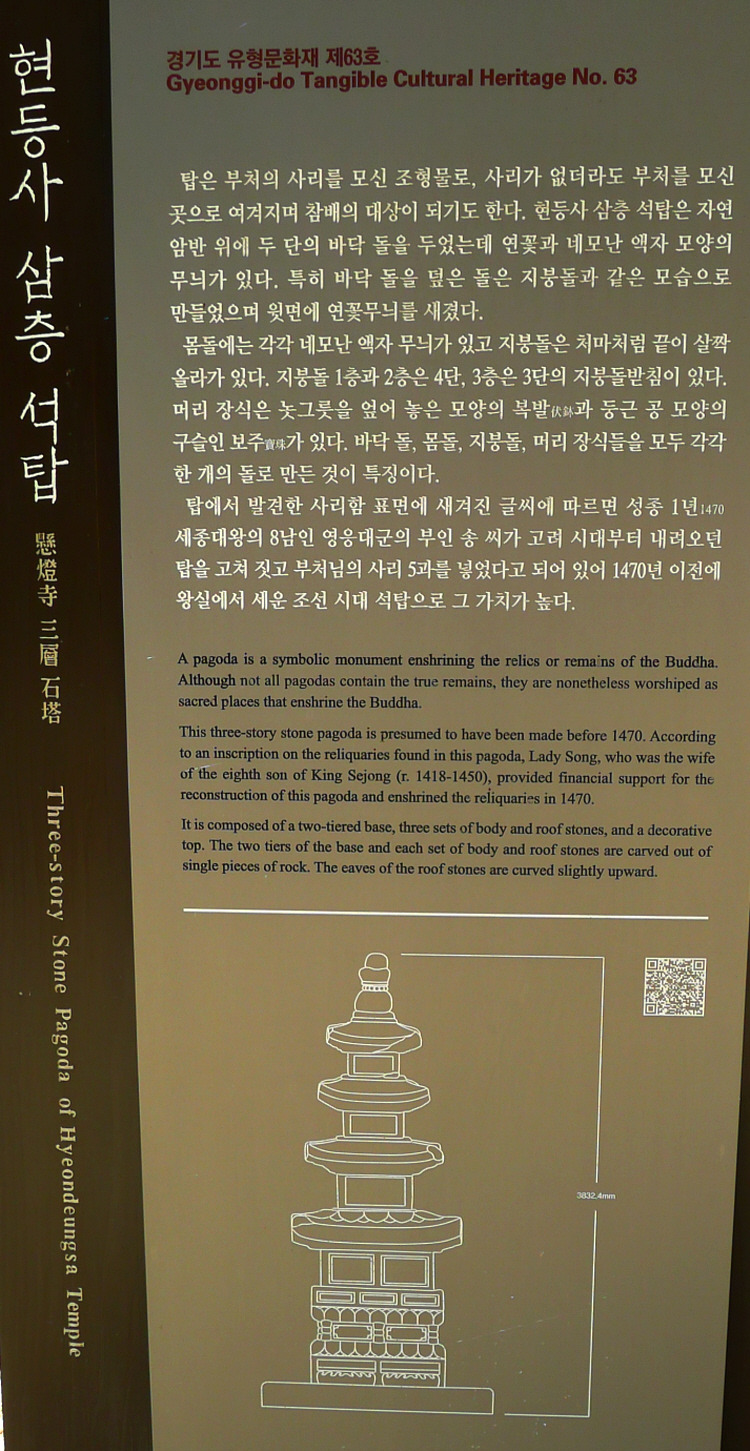 현등사 삼층 석탑
懸燈寺 三層 石塔
Three-story Stone Pagoda of Hyeondeungsa Temple
경기도 유형문화재 제63호
Gyeonggi-do Tangible Cultural Heritage No. 63
탑은 부처의 사리를 모신 조형물로, 사리가 없더라도 부처를 모신
곳으로 여겨지며 참배의 대상이 되기도 한다. 현등사 삼층 석탑은 자연
암반 위에 두 단의 바닥 돌을 두었는데 연꽃과 네모난 액자 모양의
무늬가 있다. 특히 바닥 돌을 덮은 돌은 지붕돌과 같은 모습으로
만들었으며 윗면에 연꽃무늬를 새겼다.
몸돌에는 각각 네모난 액자 무늬가 있고 지붕돌은 처마처럼 끝이 살짝
올라가 있다. 지붕돌 1층과 2층은 4단, 3층은 3단의 지붕돌받침이 있다.
머리 장식은 놋그릇을 엎어 놓은 모양의 복발伏鉢과 둥근 공 모양의
구슬인 보주寶珠가 있다. 바닥 돌, 몸돌, 지붕돌, 머리 장식들을 모두 각각
한 개의 돌로 만든 것이 특징이다.
탑에서 발견한 사리함 표면에 새겨진 글씨에 따르면 성종 1년1470
세종대왕의 8남인 영응대군의 부인 송 씨가 고려 시대부터 내려오던
탑을 고쳐 짓고 부처님의 사리 5과를 넣었다고 되어 있어 1470년 이전에
왕실에서 세운 조선 시대 석탑으로 그 가치가 높다.
A pagoda is a symbolic monument enshrining the relics or remains of the Buddha.
Although not all pagodas contain the true remains, they are nonetheless worshiped as
sacred places that enshrine the Buddha.
This three-story stone pagoda is presumed to have been made before 1470. According
to an inscription on the reliquaries found in this pagoda, Lady Song, who was the wife
of the eighth son of King Sejong (r. 1418-1450), provided financial support for the
reconstruction of this pagoda and enshrined the reliquaries in 1470.
It is composed of a two-tiered base, three sets of body and roof stones, and a decorative
top. The two tiers of the base and each set of body and roof stones are carved out of
single pieces of rock. The eaves of the roof stones are curved slightly upward.
3832.4mm